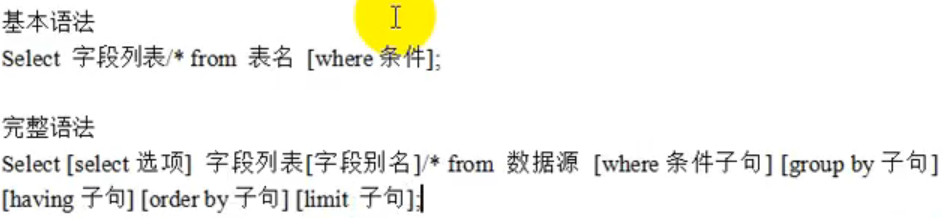 基本语法
Select 字段列表/* from 表名 [where 条件];
完整语法
Select [select 选项] 字段列表[字段别名]/* from 数据源 [where 条件子句] [group by 子句]
[having 子句] [order by 子句] [limit 子句];